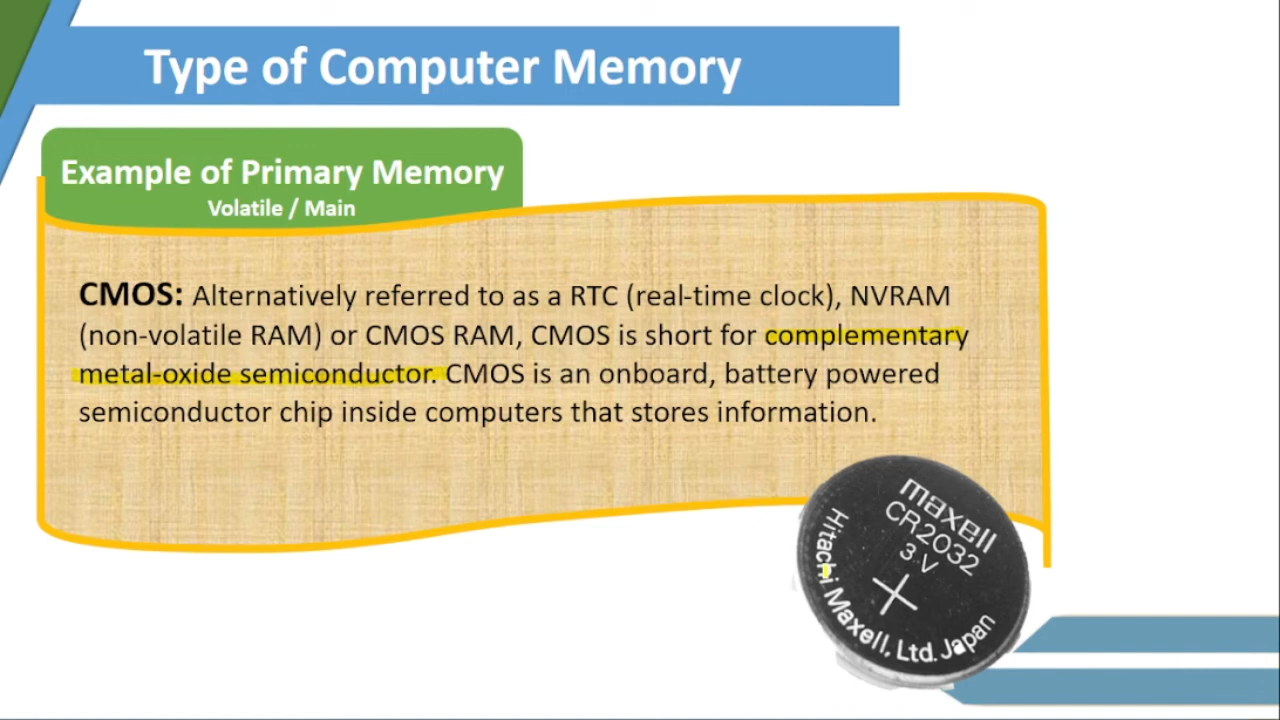 Type of Computer Memory
Example of Primary Memory
Volatile / Main
CMOS: Alternatively referred to as a RTC (real-time clock), NVRAM
(non-volatile RAM) or CMOS RAM, CMOS is short for complementary
metal-oxide semiconductor. CMOS is an onboard, battery powered
semiconductor chip inside computers that stores information.
maxell
CR2032
3 V
+
Hitachi Maxell, Ltd. Japan